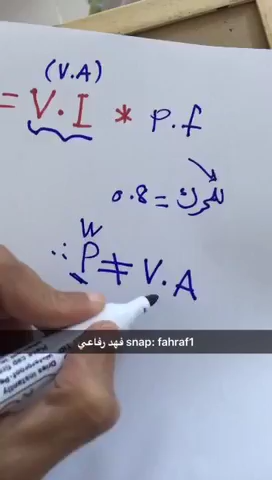 (V.A)
= V.I * P.f
للمحرك = 0.8
W
∴ P ≠ V.A
فهد رفاعي snap: fahraf1